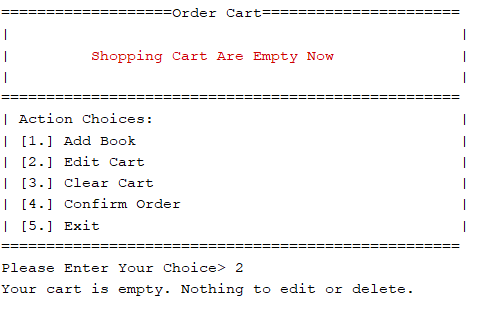 ===================Order Cart======================
|                                                  |
|         Shopping Cart Are Empty Now              |
|                                                  |
===================================================
| Action Choices:                                  |
| [1.] Add Book                                    |
| [2.] Edit Cart                                   |
| [3.] Clear Cart                                  |
| [4.] Confirm Order                               |
| [5.] Exit                                        |
===================================================
Please Enter Your Choice> 2
Your cart is empty. Nothing to edit or delete.